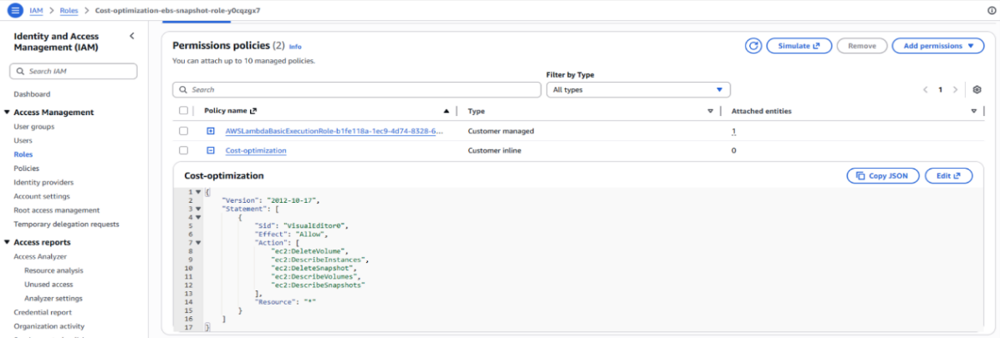 IAM > Roles > Cost-optimization-ebs-snapshot-role-y0cqzgx7
Identity and Access Management (IAM)
Search IAM
Dashboard
Access Management
User groups
Users
Roles
Policies
Identity providers
Account settings
Root access management
Temporary delegation requests
Access reports
Access Analyzer
Resource analysis
Unused access
Analyzer settings
Credential report
Organization activity
Permissions policies (2) Info
Simulate
Remove
Add permissions
You can attach up to 10 managed policies.
Filter by Type
Search
All types
1
Policy name
Type
Attached entities
AWSLambdaBasicExecutionRole-b1fe118a-1ec9-4d74-8328-6...
Customer managed
1
Cost-optimization
Customer inline
0
Cost-optimization
Copy JSON
Edit
1 {
2 "Version": "2012-10-17",
3 "Statement": [
4 {
5 "Sid": "VisualEditor0",
6 "Effect": "Allow",
7 "Action": [
8 "ec2:DeleteVolume",
9 "ec2:DescribeInstances",
10 "ec2:DeleteSnapshot",
11 "ec2:DescribeVolumes",
12 "ec2:DescribeSnapshots"
13 ],
14 "Resource": "*"
15 }
16 ]
17 }